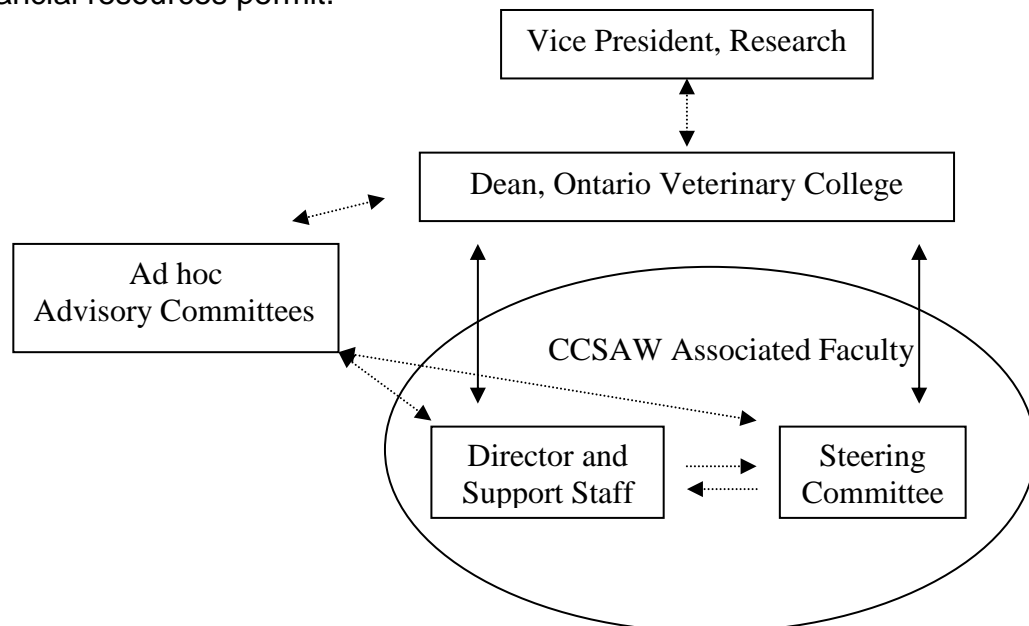 resources permit.
Vice President, Research
Dean, Ontario Veterinary College
Ad hoc
Advisory Committees
CCSAW Associated Faculty
Director and
Support Staff
Steering
Committee